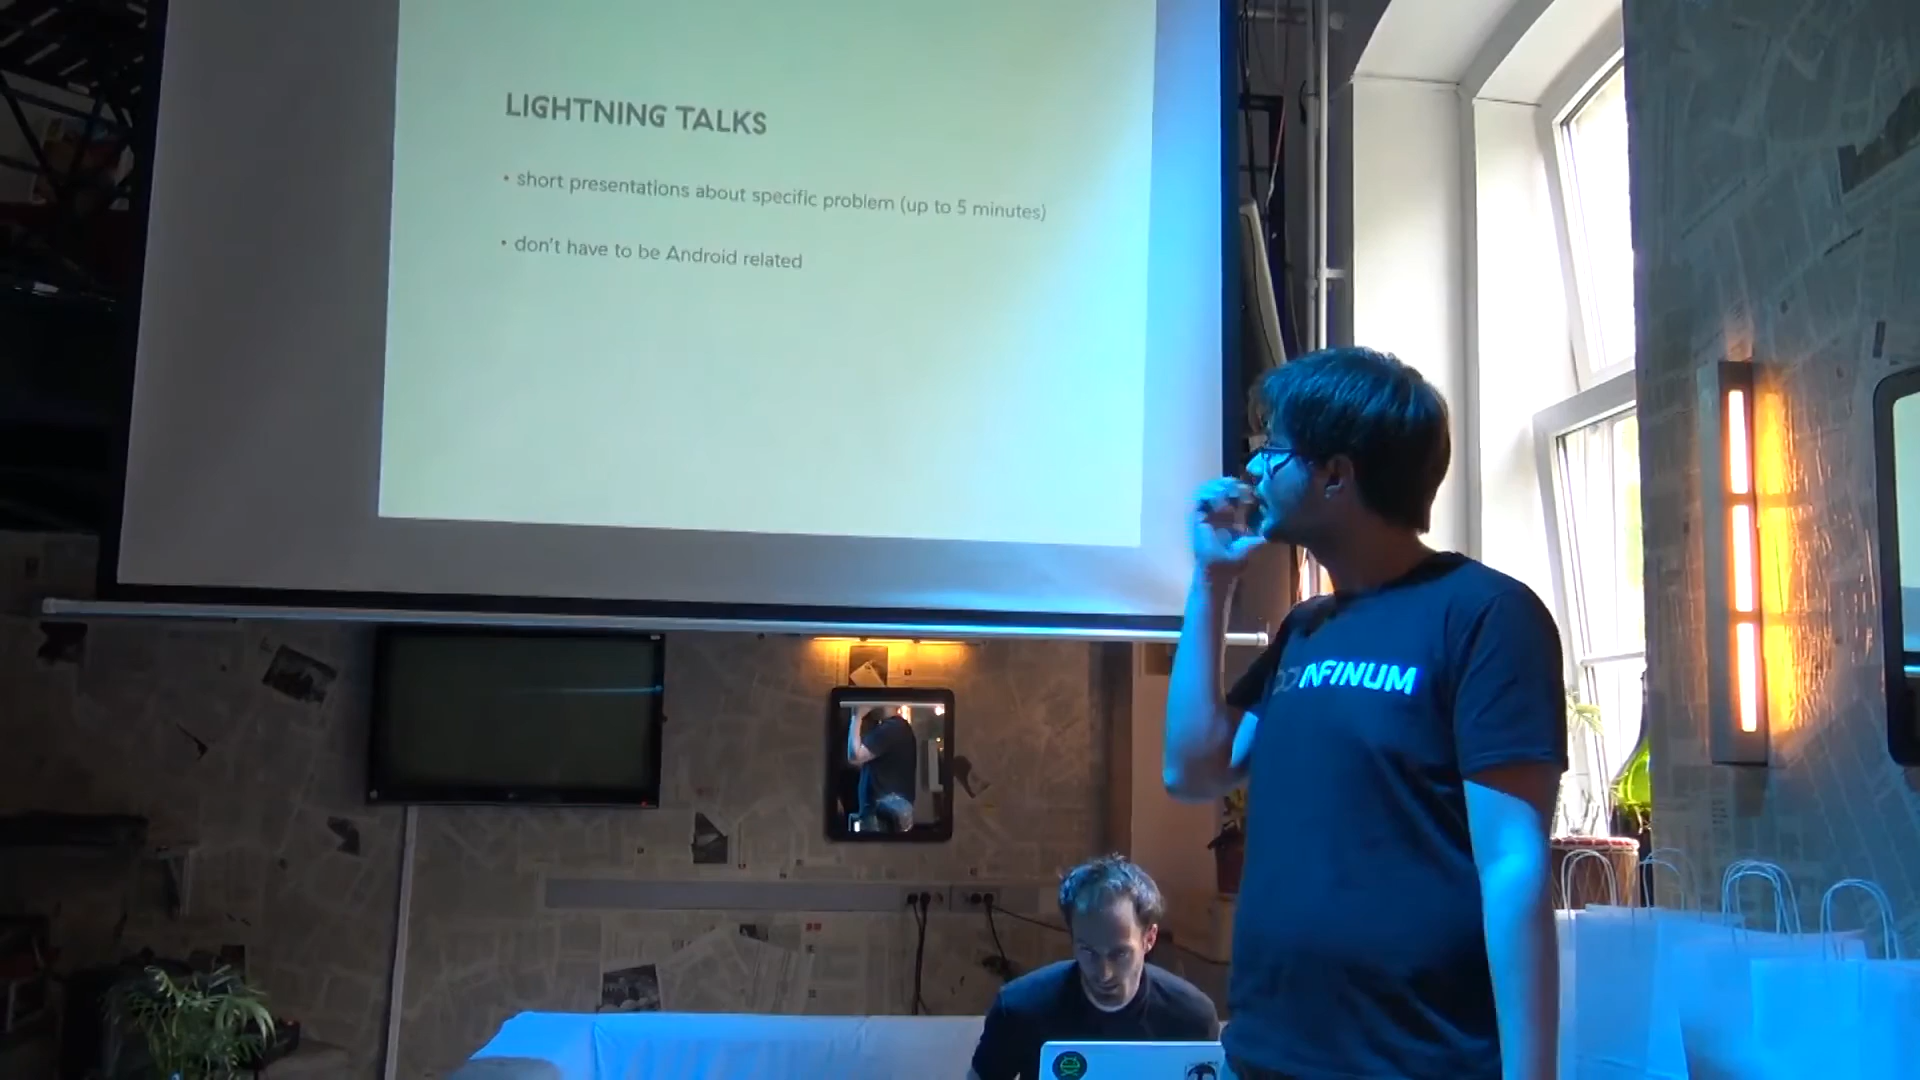 LIGHTNING TALKS
• short presentations about specific problem (up to 5 minutes)
• don't have to be Android related
INFINUM